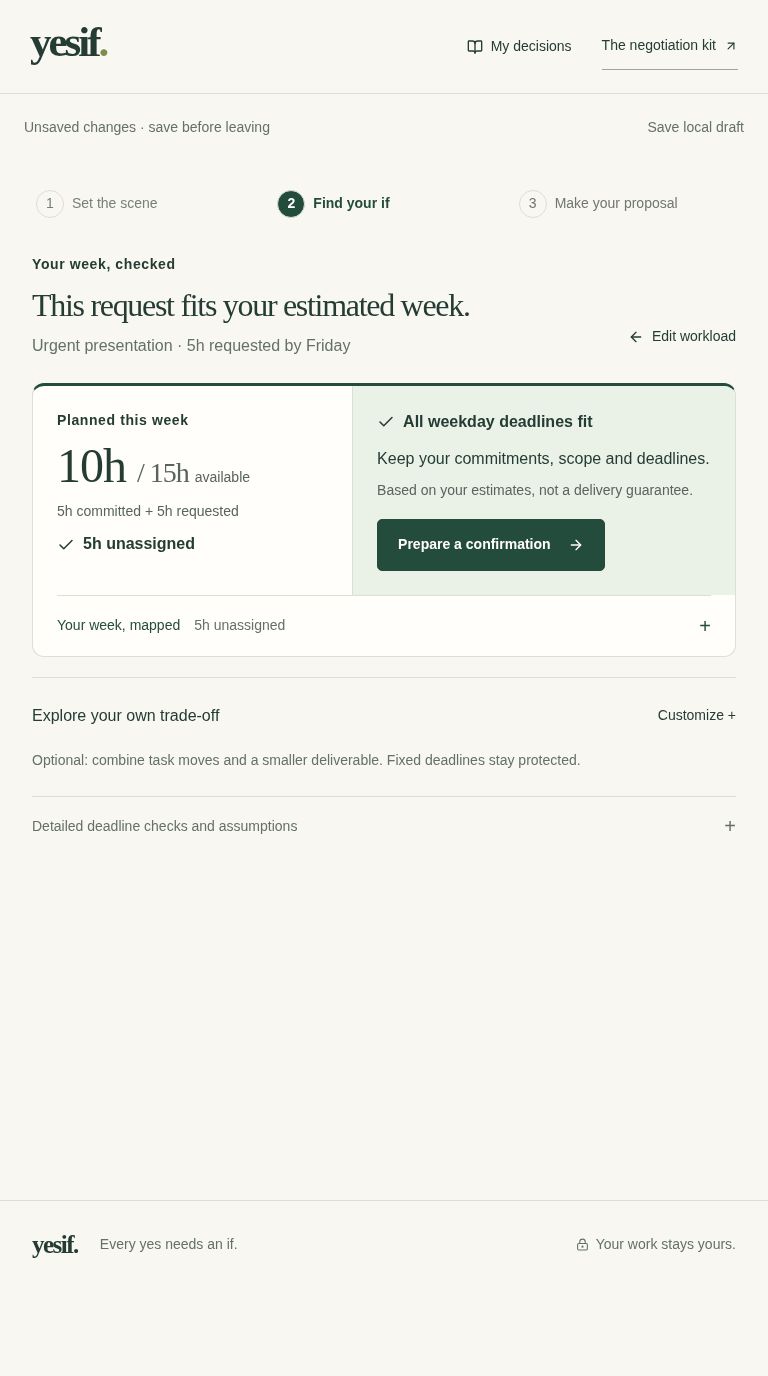 yesif.
My decisions
The negotiation kit
Unsaved changes · save before leaving
Save local draft
1 Set the scene
2 Find your if
3 Make your proposal
Your week, checked
This request fits your estimated week.
Urgent presentation · 5h requested by Friday
Edit workload
Planned this week
10h / 15h available
5h committed + 5h requested
5h unassigned
All weekday deadlines fit
Keep your commitments, scope and deadlines.
Based on your estimates, not a delivery guarantee.
Prepare a confirmation
Your week, mapped 5h unassigned
+
Explore your own trade-off
Customize +
Optional: combine task moves and a smaller deliverable. Fixed deadlines stay protected.
Detailed deadline checks and assumptions
+
yesif.
Every yes needs an if.
Your work stays yours.